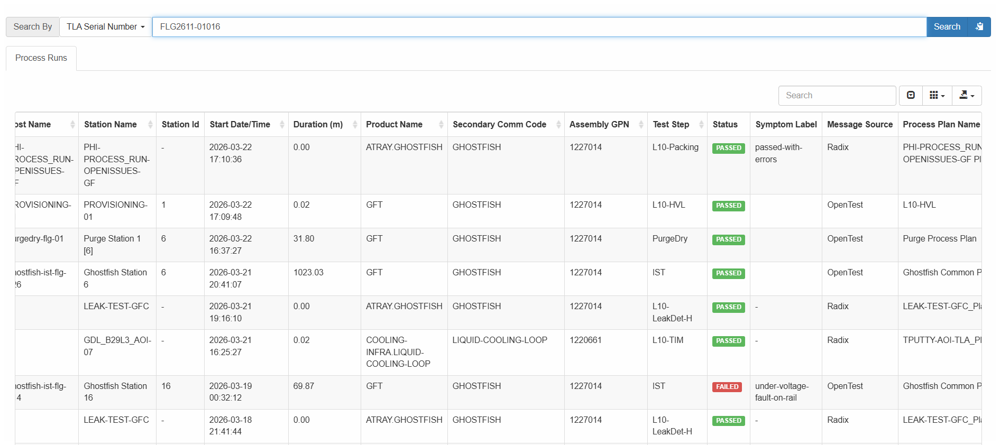 Search By TLA Serial Number FLG2611-01016 Search
Process Runs
Search
ost Name Station Name Station Id Start Date/Time Duration (m) Product Name Secondary Comm Code Assembly GPN Test Step Status Symptom Label Message Source Process Plan Name
HI- PHI- - 2026-03-22 0.00 ATRAY.GHOSTFISH GHOSTFISH 1227014 L10-Packing PASSED passed-with- Radix PHI-PROCESS_RUN
ROCESS_RUN- PROCESS_RUN- 17:10:36 errors OPENISSUES-GF Pl
PENISSUES- OPENISSUES-
F GF
ROVISIONING- PROVISIONING- 1 2026-03-22 0.02 GFT GHOSTFISH 1227014 L10-HVL PASSED OpenTest L10-HVL
01 17:09:48
urgedry-flg-01 Purge Station 1 6 2026-03-22 31.80 GFT GHOSTFISH 1227014 PurgeDry PASSED OpenTest Purge Process Plan
[6] 16:37:27
ostfish-ist-flg- Ghostfish Station 6 2026-03-21 1023.03 GFT GHOSTFISH 1227014 IST PASSED OpenTest Ghostfish Common P
26 6 20:41:07
LEAK-TEST-GFC - 2026-03-21 0.00 ATRAY.GHOSTFISH GHOSTFISH 1227014 L10- PASSED - Radix LEAK-TEST-GFC_Pl
19:16:10 LeakDet-H
GDL_B29L3_AOI- - 2026-03-21 0.02 COOLING- LIQUID-COOLING-LOOP 1220661 L10-TIM PASSED - Radix TPUTTY-AOI-TLA_Pl
07 16:25:27 INFRA.LIQUID-
COOLING-LOOP
ostfish-ist-flg- Ghostfish Station 16 2026-03-19 69.87 GFT GHOSTFISH 1227014 IST FAILED under-voltage- OpenTest Ghostfish Common P
4 16 00:32:12 fault-on-rail
LEAK-TEST-GFC - 2026-03-18 0.00 ATRAY.GHOSTFISH GHOSTFISH 1227014 L10- PASSED - Radix LEAK-TEST-GFC_Pl
21:41:44 LeakDet-H